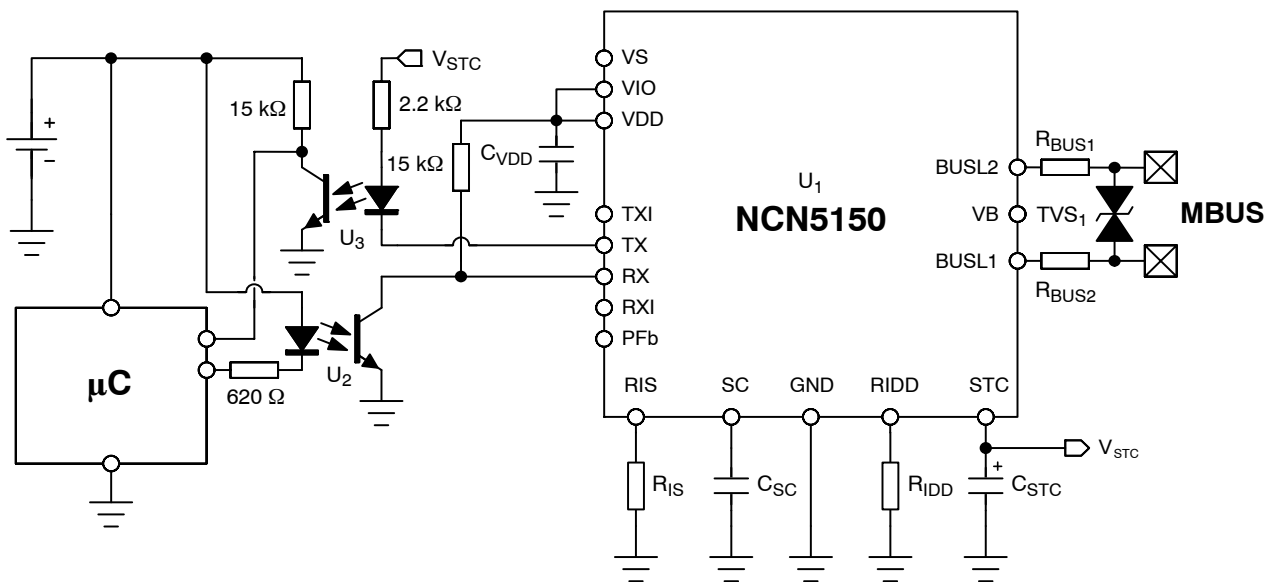 VS
V_STC
VIO
15 kΩ
2.2 kΩ
VDD
+
R_BUS1
−
15 kΩ
C_VDD
BUSL2
U_1
TXI
NCN5150
VB
TVS_1
MBUS
U_3
TX
BUSL1
RX
R_BUS2
RXI
PFb
µC
U_2
RIS
SC
GND
RIDD
STC
620 Ω
V_STC
+
R_IS
C_SC
R_IDD
C_STC